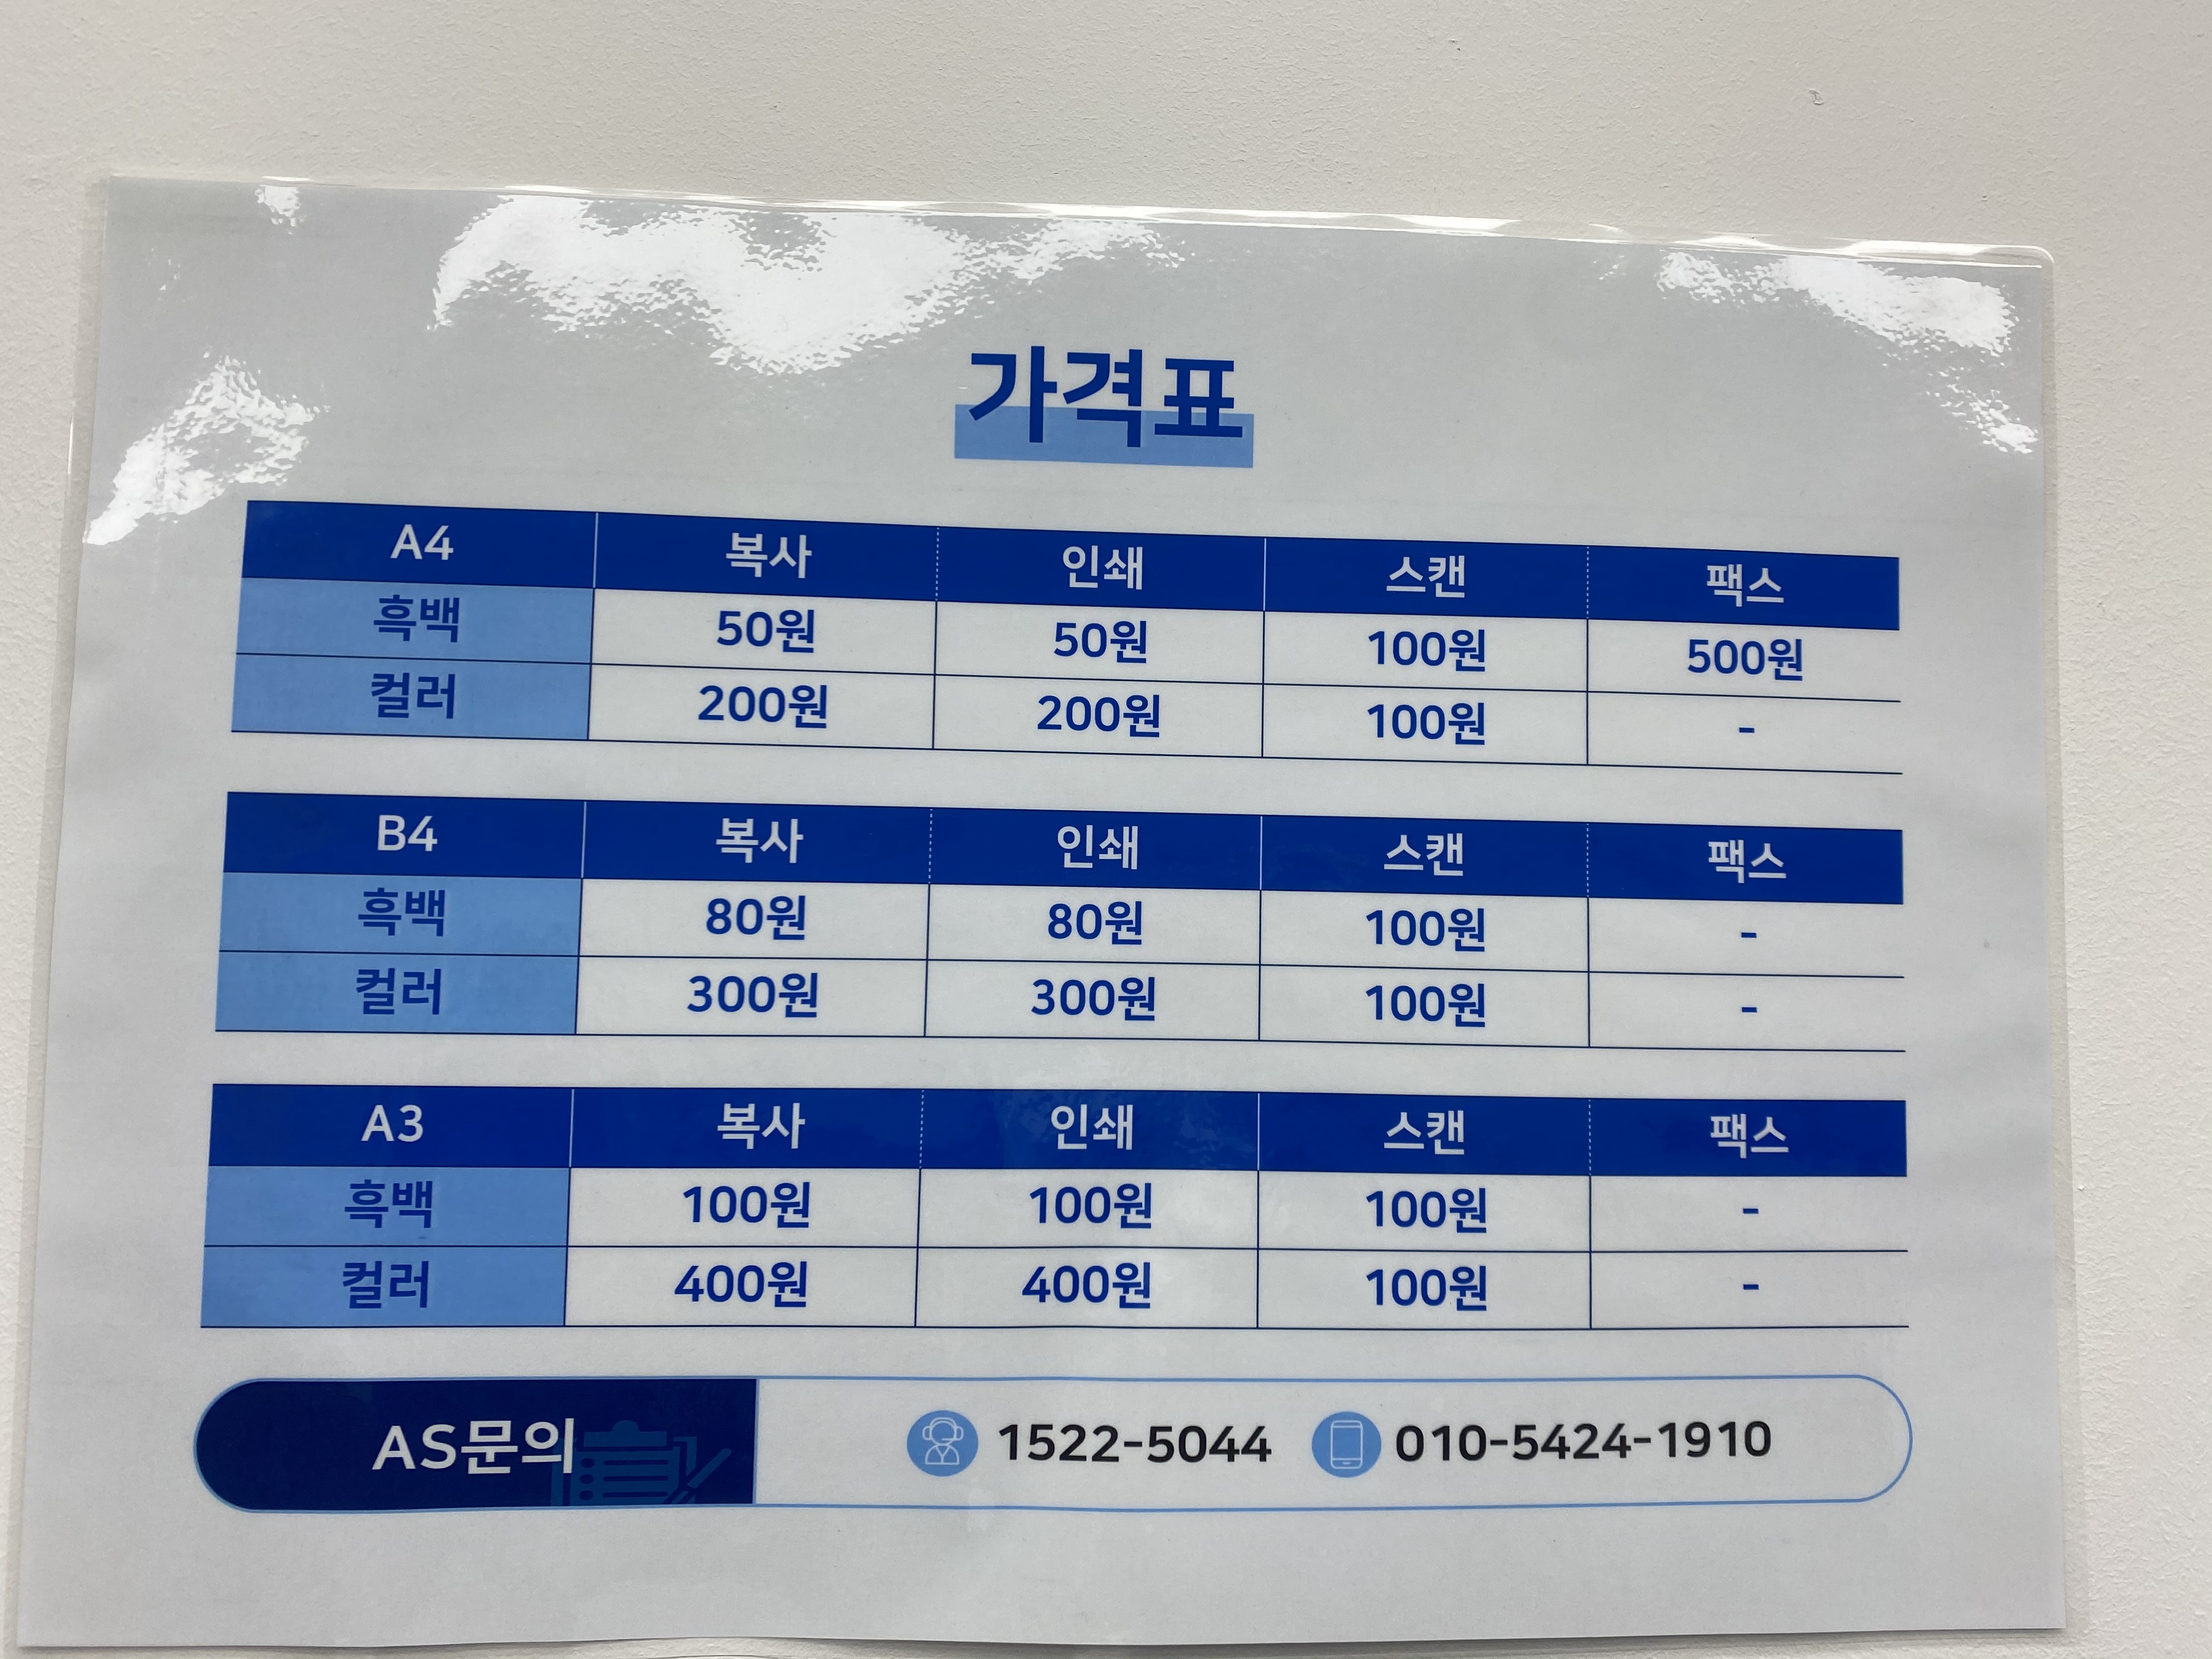 가격표
A4 복사 인쇄 스캔 팩스
흑백 50원 50원 100원 500원
컬러 200원 200원 100원 -
B4 복사 인쇄 스캔 팩스
흑백 80원 80원 100원 -
컬러 300원 300원 100원 -
A3 복사 인쇄 스캔 팩스
흑백 100원 100원 100원 -
컬러 400원 400원 100원 -
AS문의 1522-5044 010-5424-1910